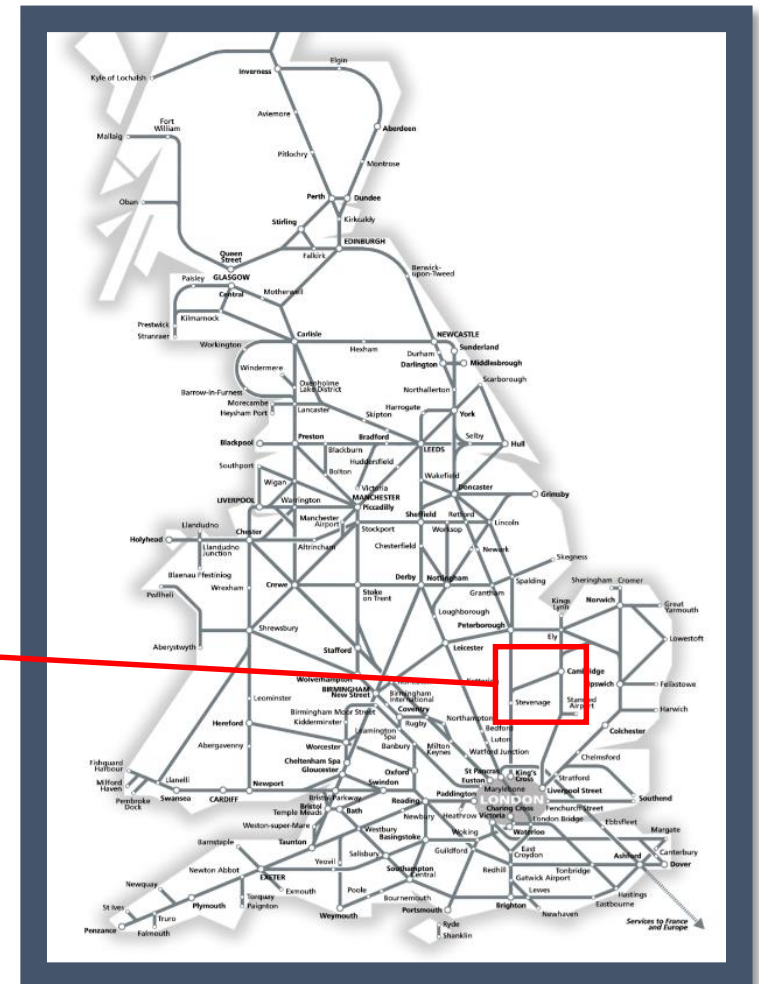 Elgin
Kyle of Lochalsh
Inverness
Aviemore
Fort
William
Aberdeen
Mallaig
Pitlochry
Montrose
Oban
Perth
Dundee
Stirling
Kirkcaldy
EDINBURGH
Queen
Street
Falkirk
Berwick-
upon-Tweed
Paisley
GLASGOW
Central
Motherwell
Kilmarnock
Prestwick
Stranraer
Carlisle
NEWCASTLE
Workington
Hexham
Durham
Sunderland
Darlington
Middlesbrough
Windermere
Oxenholme
Lake District
Scarborough
Barrow-in-Furness
Northallerton
Morecambe
Heysham Port
Lancaster
Harrogate
York
Skipton
Blackpool
Preston
Bradford
Selby
Hull
Blackburn
LEEDS
Southport
Huddersfield
Bolton
Wakefield
Wigan
Victoria
Doncaster
Grimsby
LIVERPOOL
Warrington
MANCHESTER
Piccadilly
Manchester
Airport
Sheffield
Retford
Lincoln
Llandudno
Stockport
Worksop
Holyhead
Chester
Llandudno
Junction
Altrincham
Chesterfield
Newark
Skegness
Blaenau Ffestiniog
Crewe
Derby
Nottingham
Spalding
Sheringham
Cromer
Pwllheli
Wrexham
Stoke
on Trent
Grantham
Kings
Lynn
Norwich
Great
Yarmouth
Loughborough
Shrewsbury
Peterborough
Ely
Lowestoft
Aberystwyth
Stafford
Leicester
Cambridge
Wolverhampton
Ipswich
Felixstowe
BIRMINGHAM
New Street
Birmingham
International
Leominster
Stevenage
Harwich
Birmingham Moor Street
Coventry
Northampton
Airport
Hereford
Kidderminster
Rugby
Bedford
Colchester
Leamington
Spa
Luton
Abergavenny
Worcester
Banbury
Milton
Keynes
Watford Junction
Chelmsford
Fishguard
Harbour
Cheltenham Spa
Gloucester
Oxford
St Pancras
King's
Cross
Stratford
Milford
Haven
Llanelli
Newport
Swindon
Euston
Marylebone
Liverpool Street
Pembroke
Dock
Swansea
CARDIFF
Bristol Parkway
Reading
Paddington
LONDON
Fenchurch Street
Southend
Bristol
Temple Meads
Bath
Newbury
Heathrow
Victoria
Charing Cross
London Bridge
Ebbsfleet
Weston-super-Mare
Westbury
Basingstoke
Woking
Waterloo
Margate
Barnstaple
Taunton
Guildford
East
Croydon
Canterbury
Yeovil
Salisbury
Redhill
Tonbridge
Ashford
Dover
Newton Abbot
EXETER
Southampton
Central
Gatwick Airport
Newquay
Exmouth
Poole
Lewes
Hastings
St Ives
Plymouth
Torquay
Paignton
Bournemouth
Portsmouth
Brighton
Eastbourne
Truro
Weymouth
Newhaven
Penzance
Falmouth
Ryde
Shanklin
Services to France
and Europe